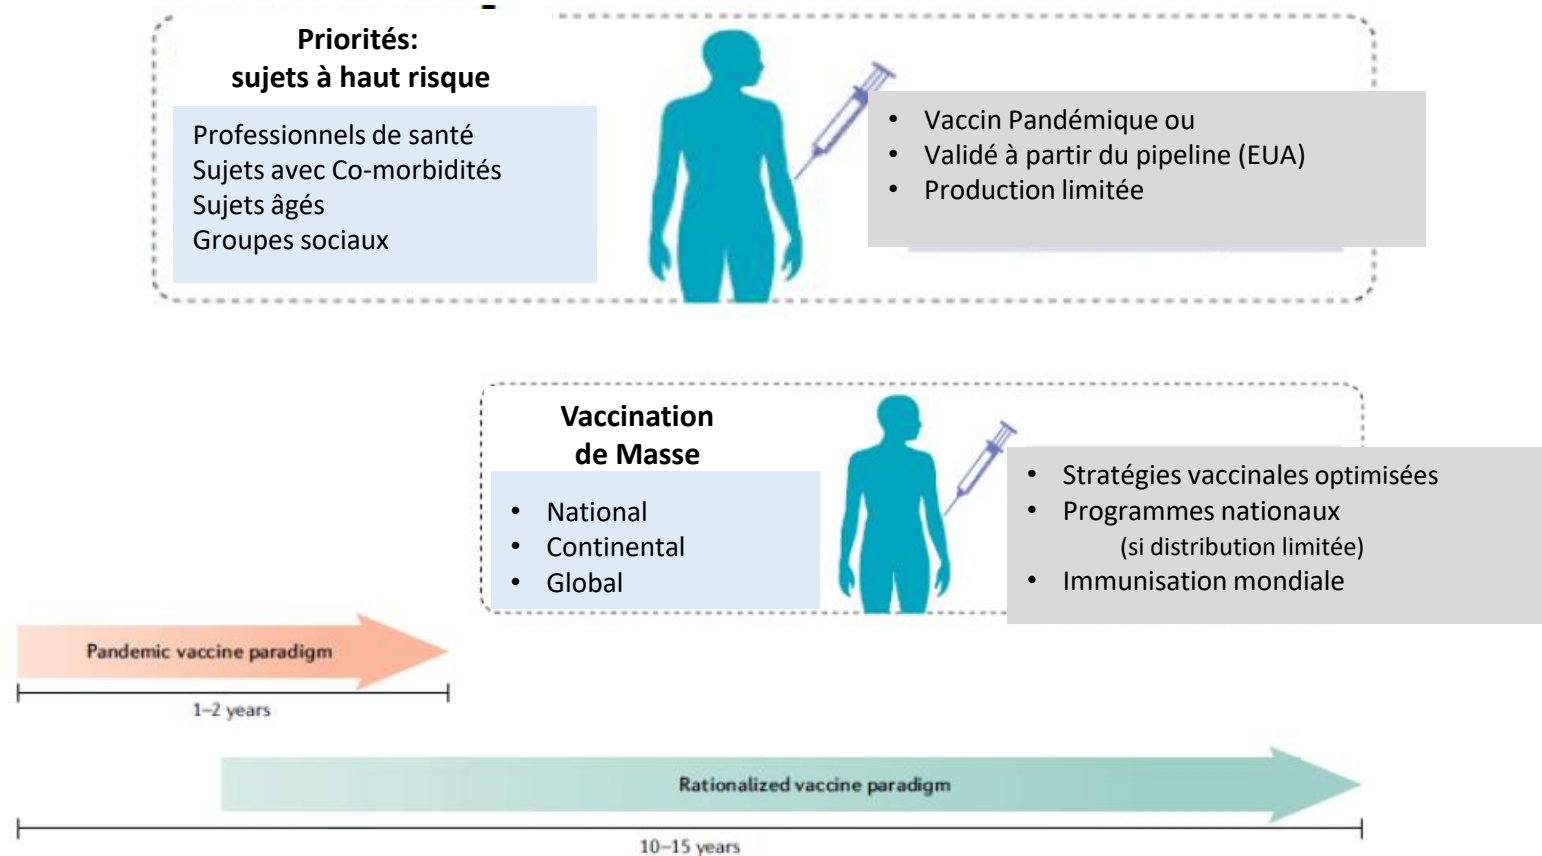 Priorités:
sujets à haut risque
Professionnels de santé
Sujets avec Co-morbidités
Sujets âgés
Groupes sociaux
• Vaccin Pandémique ou
• Validé à partir du pipeline (EUA)
• Production limitée
Vaccination
de Masse
• National
• Continental
• Global
• Stratégies vaccinales optimisées
• Programmes nationaux
(si distribution limitée)
• Immunisation mondiale
Pandemic vaccine paradigm
1–2 years
Rationalized vaccine paradigm
10–15 years